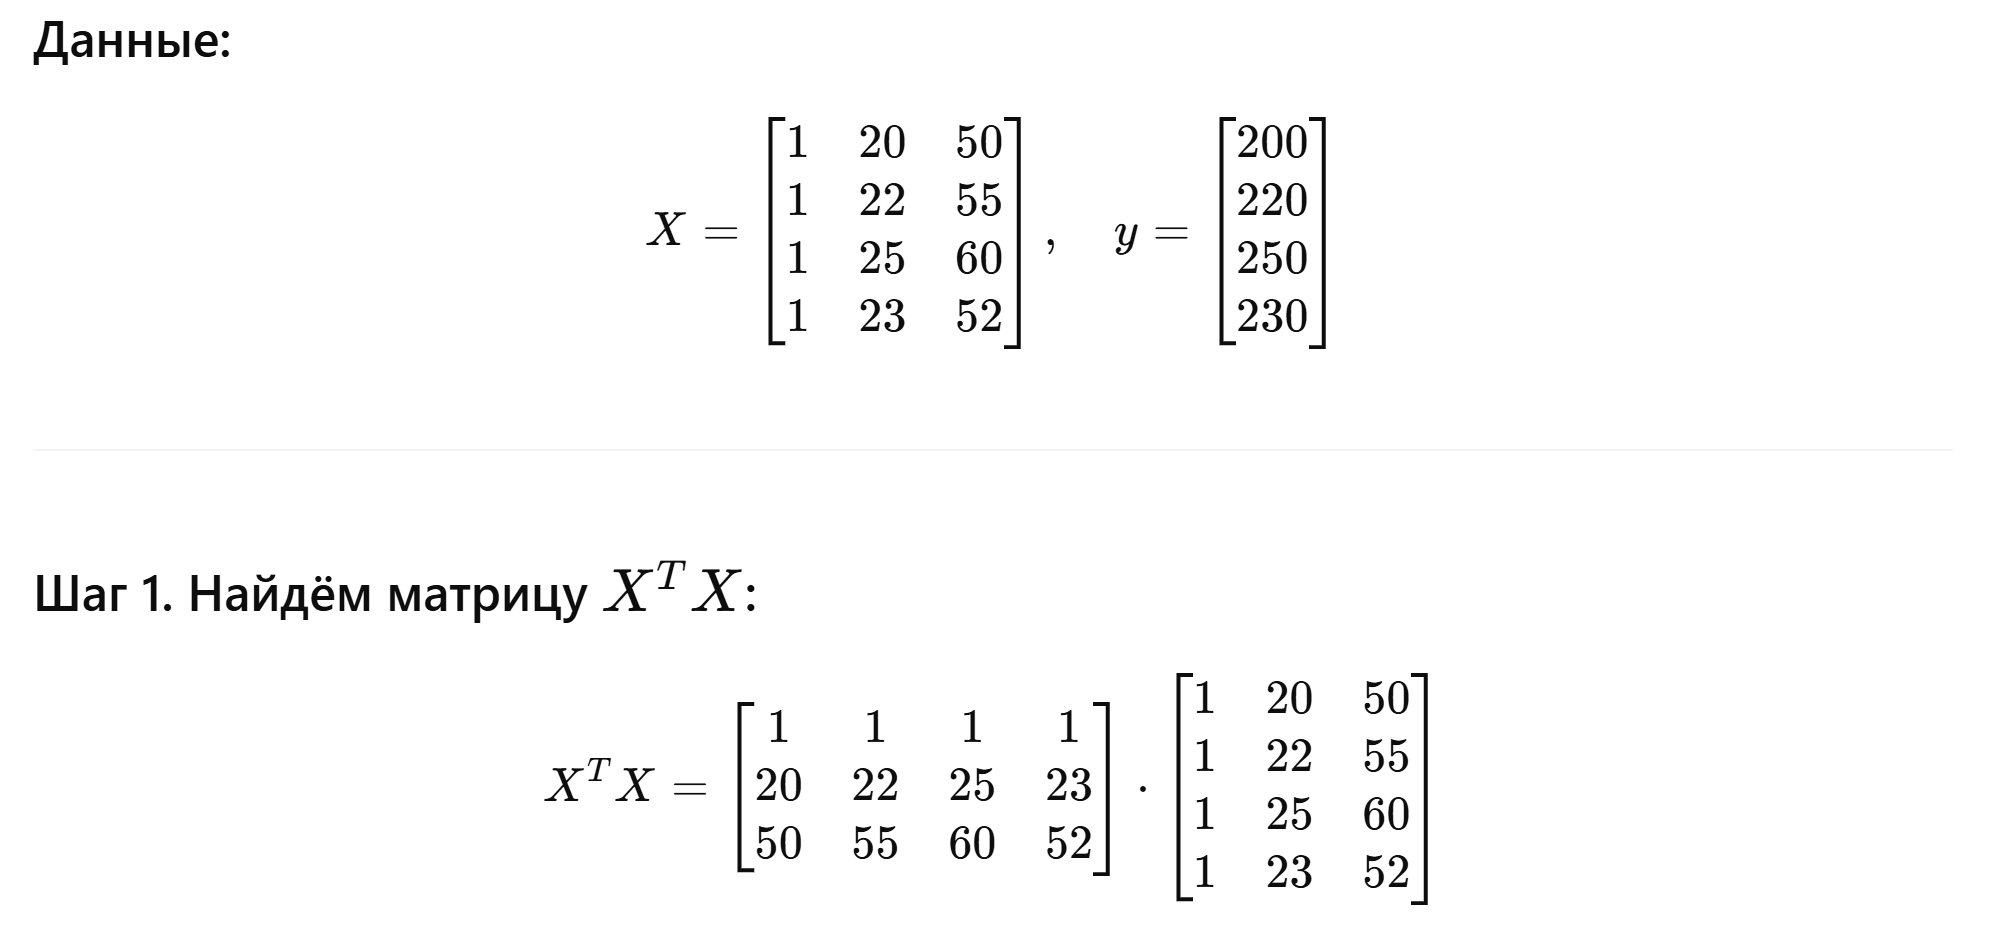 Данные:
X = [1 20 50; 1 22 55; 1 25 60; 1 23 52], y = [200; 220; 250; 230]
Шаг 1. Найдём матрицу X^T X:
X^T X = [1 1 1 1; 20 22 25 23; 50 55 60 52] · [1 20 50; 1 22 55; 1 25 60; 1 23 52]